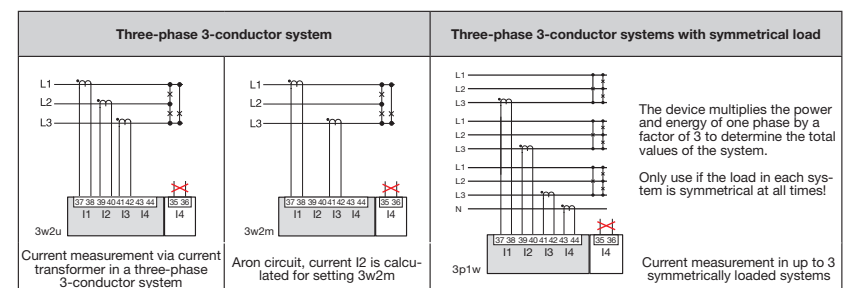 Three-phase 3-conductor system
Three-phase 3-conductor systems with symmetrical load
L1
L2
L3
37 38 39 40 41 42 43 44 35 36
I1 I2 I3 I4 I4
3w2u
Current measurement via current
transformer in a three-phase
3-conductor system
L1
L2
L3
37 38 39 40 41 42 43 44 35 36
I1 I2 I3 I4 I4
3w2m
Aron circuit, current I2 is calcu-
lated for setting 3w2m
L1
L2
L3
L1
L2
L3
L1
L2
L3
N
37 38 39 40 41 42 43 44 35 36
I1 I2 I3 I4 I4
3p1w
The device multiplies the power
and energy of one phase by a
factor of 3 to determine the total
values of the system.
Only use if the load in each sys-
tem is symmetrical at all times!
Current measurement in up to 3
symmetrically loaded systems